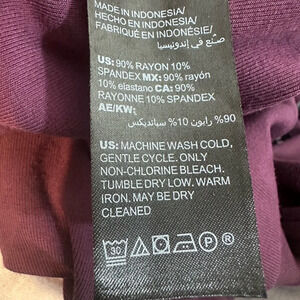 MADE IN INDONESIA/
HECHO EN INDONESIA/
FABRIQUÉ EN INDONÉSIE/
صنع في إندونيسيا
US: 90% RAYON 10%
SPANDEX MX: 90% rayón
10% elastano CA: 90%
RAYONNE 10% SPANDEX
AE/KW:
90% رايون 10% سبانديكس
US: MACHINE WASH COLD,
GENTLE CYCLE. ONLY
NON-CHLORINE BLEACH.
TUMBLE DRY LOW. WARM
IRON. MAY BE DRY
CLEANED
30
P